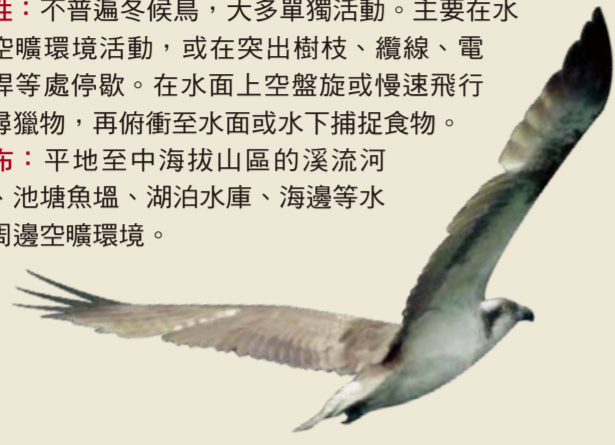 性：不普遍冬候鳥，大多單獨活動。主要在水
空曠環境活動，或在突出樹枝、纜線、電
桿等處停歇。在水面上空盤旋或慢速飛行
尋獵物，再俯衝至水面或水下捕捉食物。
布：平地至中海拔山區的溪流河
、池塘魚塭、湖泊水庫、海邊等水
周邊空曠環境。